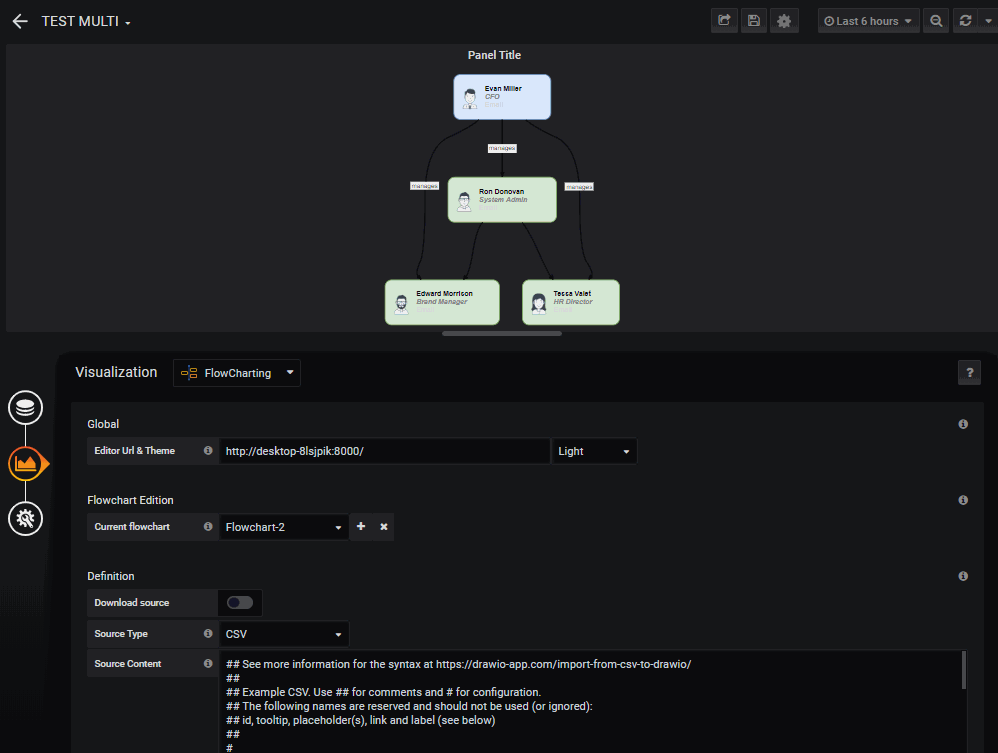 TEST MULTI
Last 6 hours
Panel Title
Evan Miller
CFO
Email
manages
manages
manages
Ron Donovan
System Admin
Edward Morrison
Brand Manager
Tessa Valet
HR Director
Visualization
FlowCharting
?
Global
Editor Url & Theme
http://desktop-8lsjpik:8000/
Light
Flowchart Edition
Current flowchart
Flowchart-2
Definition
Download source
Source Type
CSV
Source Content
## See more information for the syntax at https://drawio-app.com/import-from-csv-to-drawio/
##
## Example CSV. Use ## for comments and # for configuration.
## The following names are reserved and should not be used (or ignored):
## id, tooltip, placeholder(s), link and label (see below)
##
#